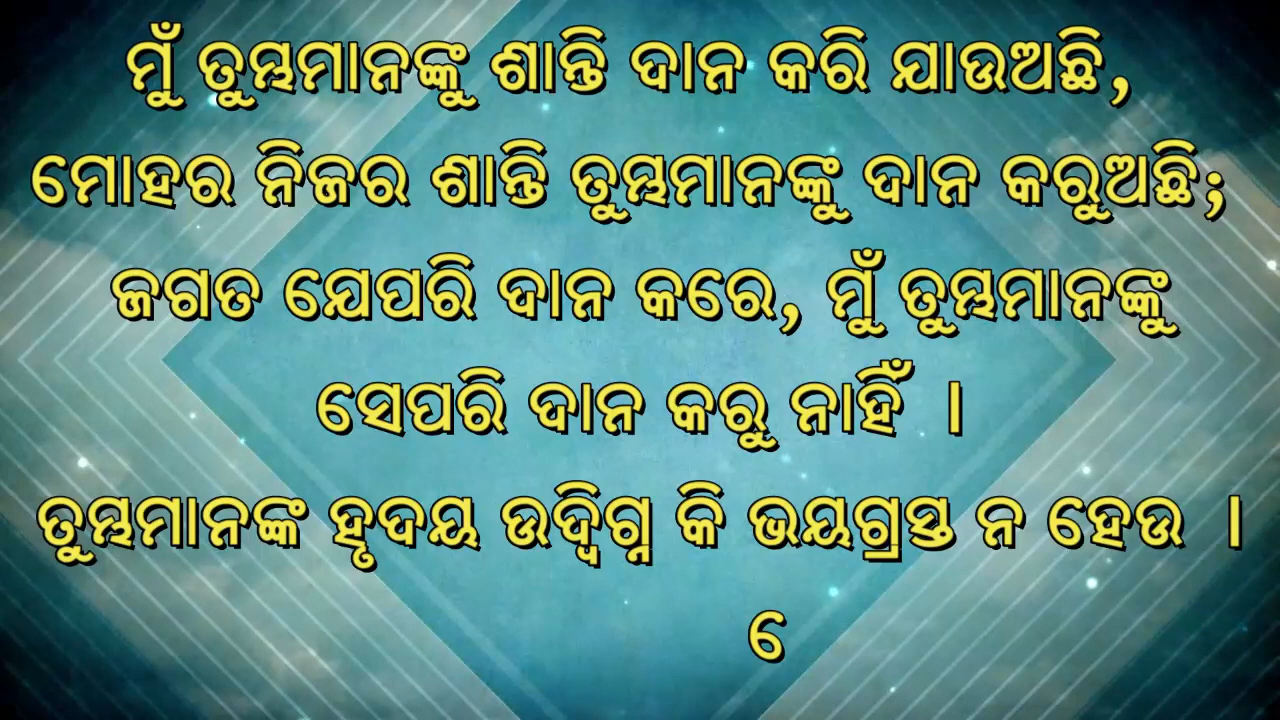 ମୁଁ ତୁମ୍ଭମାନଙ୍କୁ ଶାନ୍ତି ଦାନ କରି ଯାଉଅଛି,
ମୋହର ନିଜର ଶାନ୍ତି ତୁମ୍ଭମାନଙ୍କୁ ଦାନ କରୁଅଛି;
ଜଗତ ଯେପରି ଦାନ କରେ, ମୁଁ ତୁମ୍ଭମାନଙ୍କୁ
ସେପରି ଦାନ କରୁ ନାହିଁ ।
ତୁମ୍ଭମାନଙ୍କ ହୃଦୟ ଉଦ୍ବିଗ୍ନ କି ଭୟଗ୍ରସ୍ତ ନ ହେଉ ।
େ